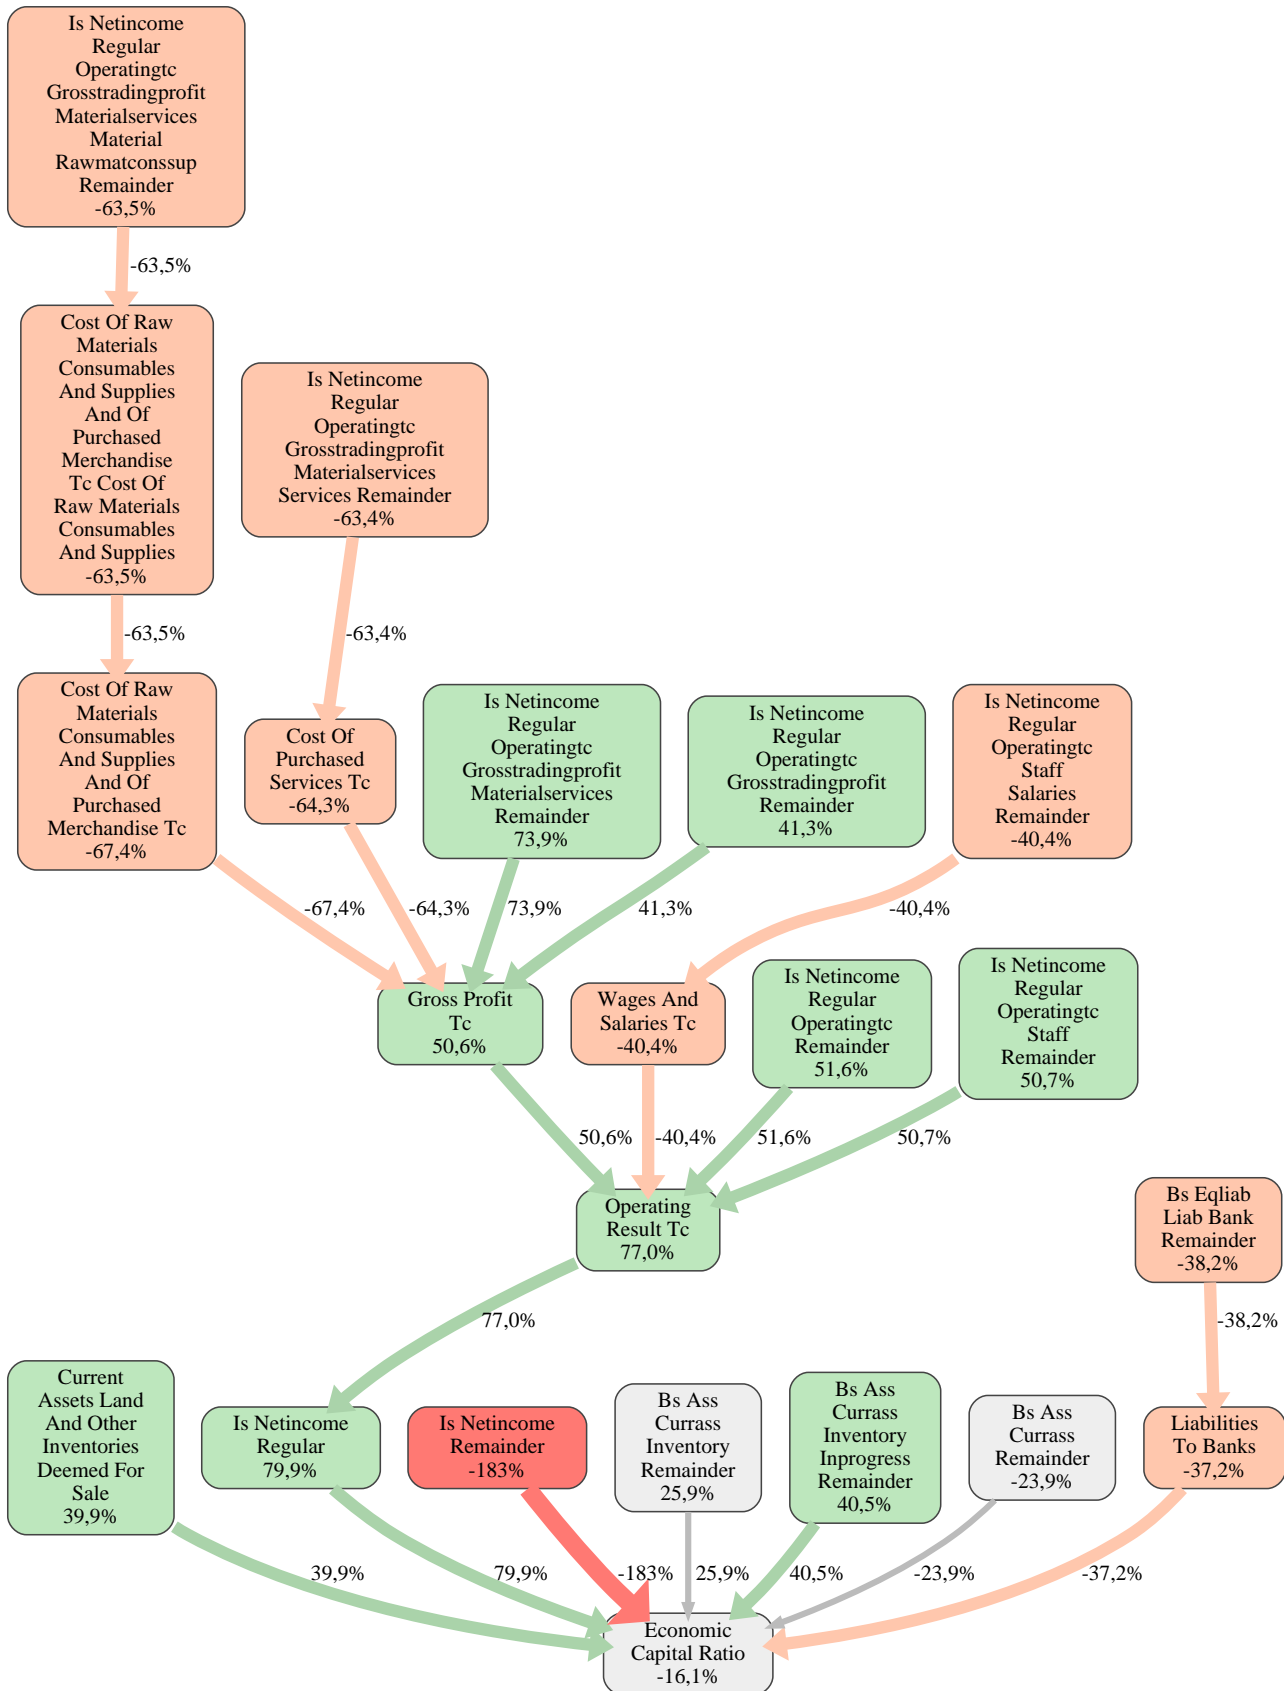 Is Netincome
Regular
Operatingtc
Grosstradingprofit
Materialservices
Material
Rawmatconssup
Remainder
-63,5%
-63,5%
Cost Of Raw
Materials
Consumables
And Supplies
And Of
Purchased
Merchandise
Tc Cost Of
Raw Materials
Consumables
And Supplies
-63,5%
Is Netincome
Regular
Operatingtc
Grosstradingprofit
Materialservices
Services Remainder
-63,4%
-63,5%
-63,4%
Cost Of Raw
Materials
Consumables
And Supplies
And Of
Purchased
Merchandise Tc
-67,4%
Cost Of
Purchased
Services Tc
-64,3%
Is Netincome
Regular
Operatingtc
Grosstradingprofit
Materialservices
Remainder
73,9%
Is Netincome
Regular
Operatingtc
Grosstradingprofit
Remainder
41,3%
Is Netincome
Regular
Operatingtc
Staff
Salaries
Remainder
-40,4%
-67,4%
-64,3%
73,9%
41,3%
-40,4%
Gross Profit
Tc
50,6%
Wages And
Salaries Tc
-40,4%
Is Netincome
Regular
Operatingtc
Remainder
51,6%
Is Netincome
Regular
Operatingtc
Staff
Remainder
50,7%
50,6%
-40,4%
51,6%
50,7%
Operating
Result Tc
77,0%
Bs Eqliab
Liab Bank
Remainder
-38,2%
77,0%
-38,2%
Current
Assets Land
And Other
Inventories
Deemed For
Sale
39,9%
Is Netincome
Regular
79,9%
Is Netincome
Remainder
-183%
Bs Ass
Currass
Inventory
Remainder
25,9%
Bs Ass
Currass
Inventory
Inprogress
Remainder
40,5%
Bs Ass
Currass
Remainder
-23,9%
Liabilities
To Banks
-37,2%
39,9%
79,9%
-183%
25,9%
40,5%
-23,9%
-37,2%
Economic
Capital Ratio
-16,1%